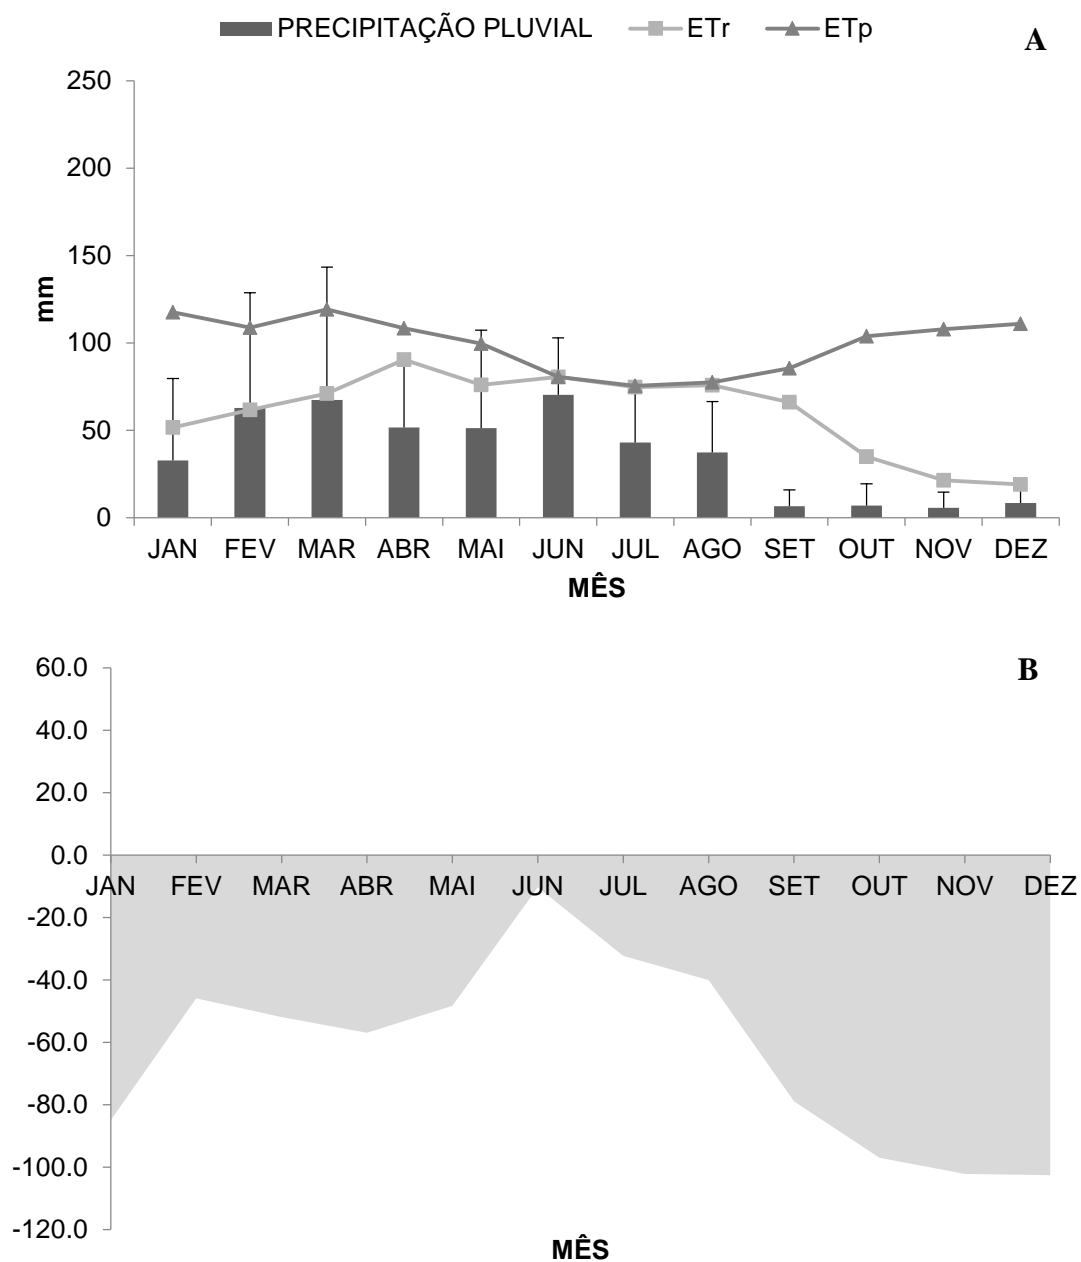 PRECIPITAÇÃO PLUVIAL ETr ETp
A
250
200
150
100
50
0
mm
JAN FEV MAR ABR MAI JUN JUL AGO SET OUT NOV DEZ
MÊS
B
60.0
40.0
20.0
0.0
JAN FEV MAR ABR MAI JUN JUL AGO SET OUT NOV DEZ
-20.0
-40.0
-60.0
-80.0
-100.0
-120.0
MÊS